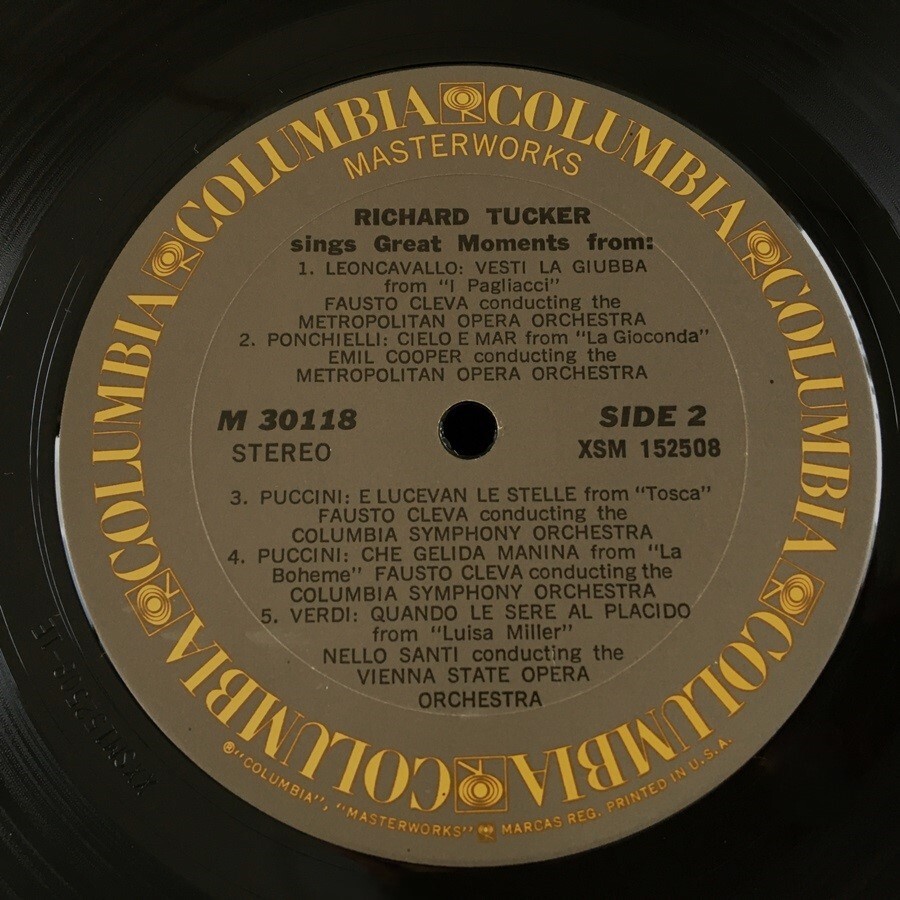 COLUMBIA COLUMBIA COLUMBIA COLUMBIA COLUMBIA COLUMBIA COLUMBIA COLUMBIA
MASTERWORKS
RICHARD TUCKER
sings Great Moments from:
1. LEONCAVALLO: VESTI LA GIUBBA
from "I Pagliacci"
FAUSTO CLEVA conducting the
METROPOLITAN OPERA ORCHESTRA
2. PONCHIELLI: CIELO E MAR from "La Gioconda"
EMIL COOPER conducting the
METROPOLITAN OPERA ORCHESTRA
M 30118
SIDE 2
STEREO
XSM 152508
3. PUCCINI: E LUCEVAN LE STELLE from "Tosca"
FAUSTO CLEVA conducting the
COLUMBIA SYMPHONY ORCHESTRA
4. PUCCINI: CHE GELIDA MANINA from "La
Boheme" FAUSTO CLEVA conducting the
COLUMBIA SYMPHONY ORCHESTRA
5. VERDI: QUANDO LE SERE AL PLACIDO
from "Luisa Miller"
NELLO SANTI conducting the
VIENNA STATE OPERA
ORCHESTRA
® "COLUMBIA", "MASTERWORKS" MARCAS REG. PRINTED IN U.S.A.